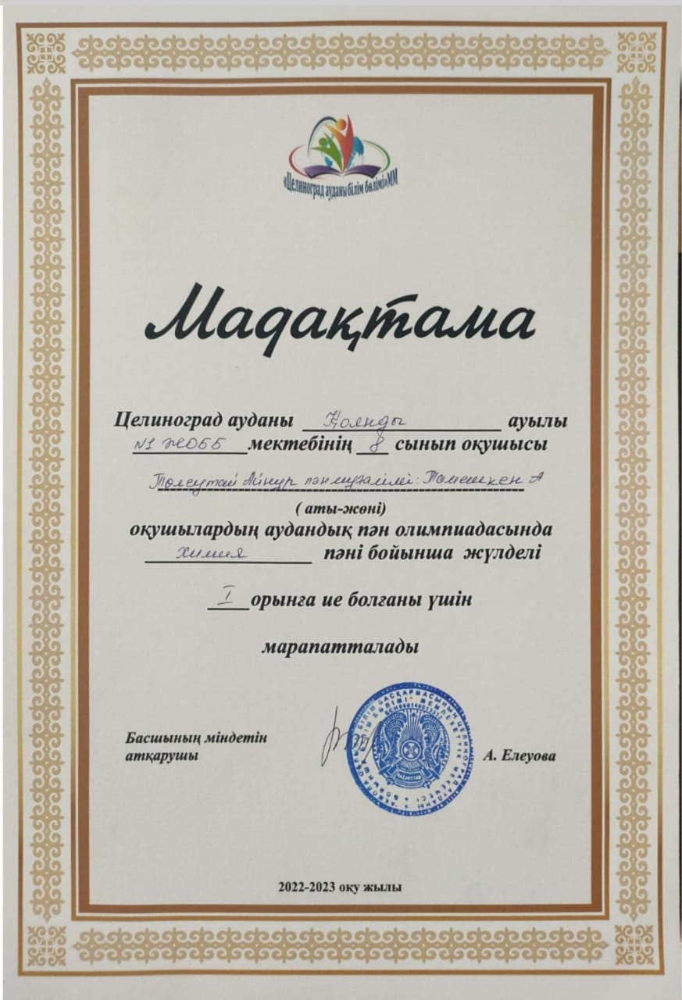 «Целиноград ауданы білім бөлімі»ММ
Мадақтама
Целиноград ауданы Қоянды ауылы
№1 ЖОББ мектебінің 8 сынып оқушысы
Төлеутай Айнұр пән мұғалімі: Төмешкен А
( аты-жөні)
оқушылардың аудандық пән олимпиадасында
химия пәні бойынша жүлделі
I орынға ие болғаны үшін
марапатталады
Басшының міндетін
атқарушы
А. Елеуова
ҚАZАQSTAN
2022-2023 оқу жылы